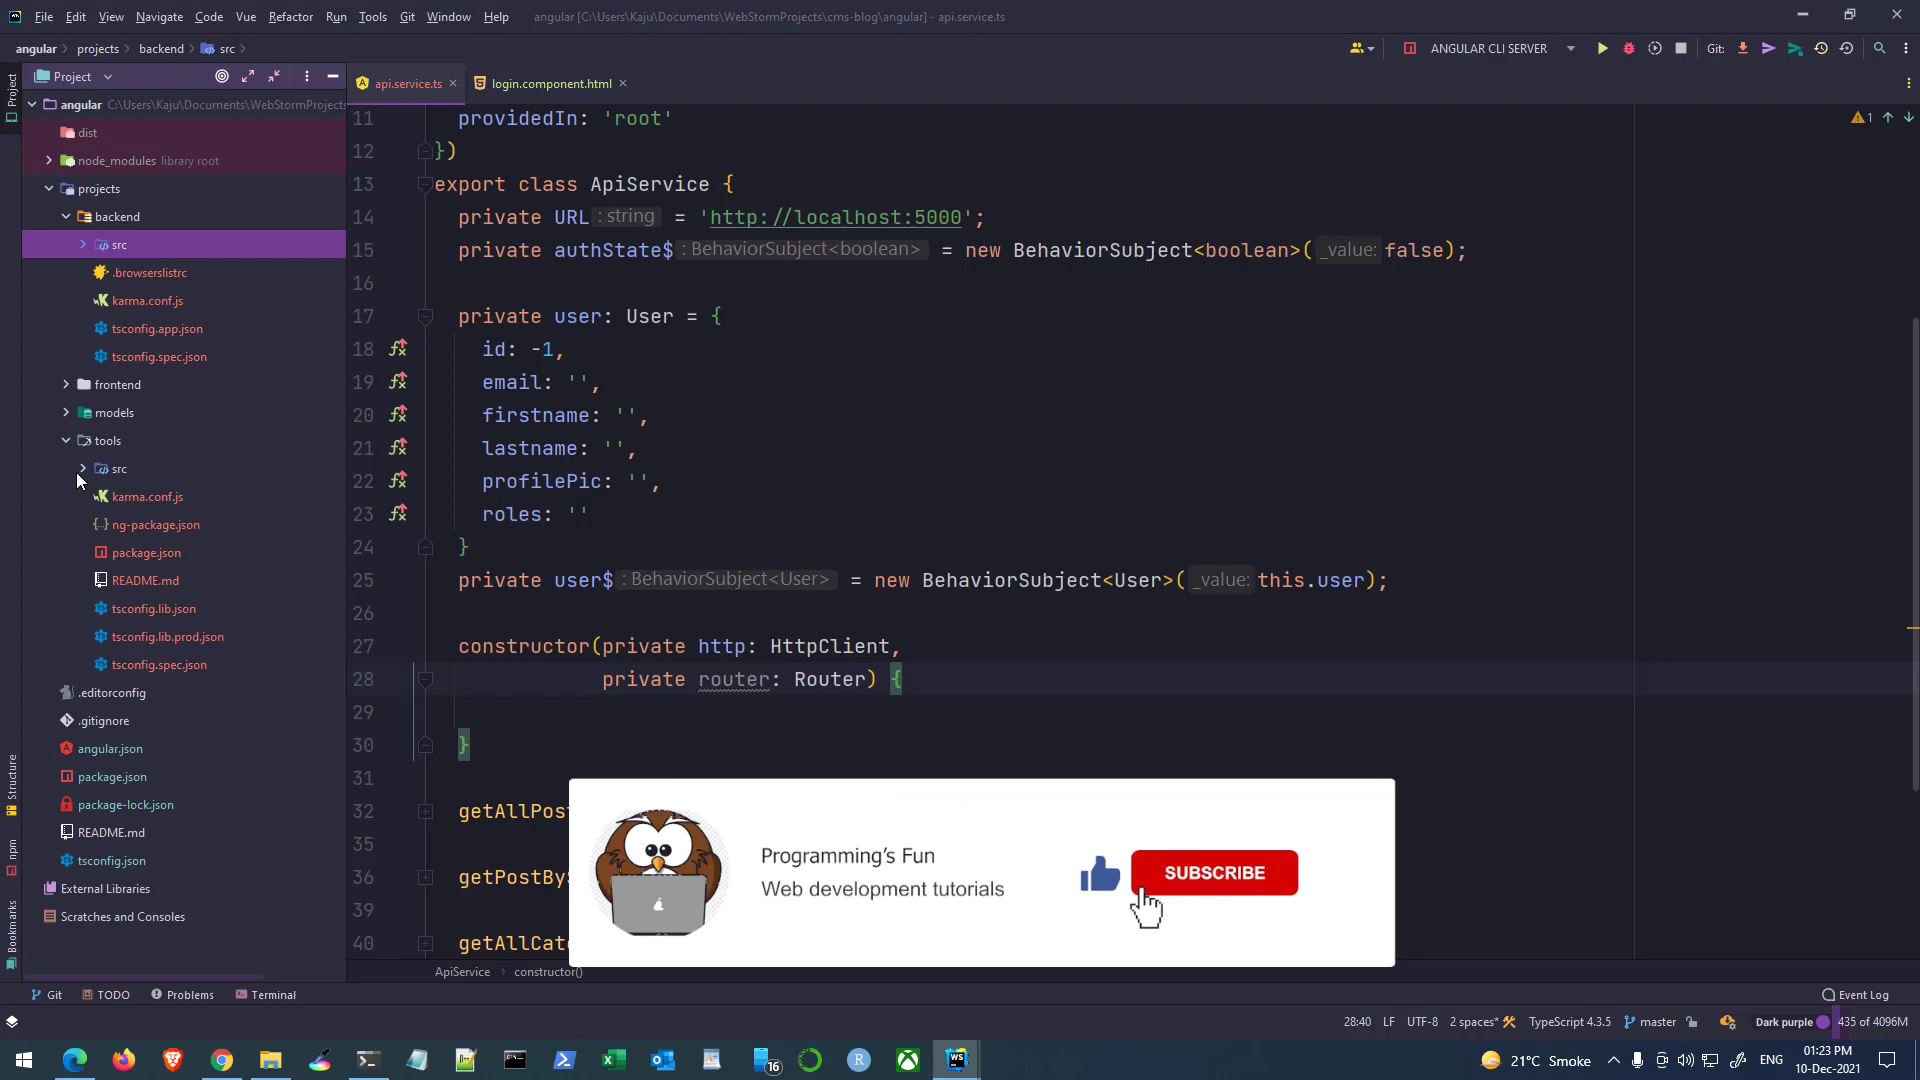 File Edit View Navigate Code Vue Refactor Run Tools Git Window Help angular [C:\Users\Kaju\Documents\WebStormProjects\cms-blog\angular] - api.service.ts
angular projects backend src
ANGULAR CLI SERVER Git:
Project
api.service.ts login.component.html
Project
angular C:\Users\Kaju\Documents\WebStormProjects
dist
node_modules library root
projects
backend
src
.browserslistrc
karma.conf.js
tsconfig.app.json
tsconfig.spec.json
frontend
models
tools
src
karma.conf.js
ng-package.json
package.json
README.md
tsconfig.lib.json
tsconfig.lib.prod.json
tsconfig.spec.json
.editorconfig
.gitignore
angular.json
package.json
package-lock.json
README.md
tsconfig.json
External Libraries
Scratches and Consoles
Structure
npm
Bookmarks
1
11 providedIn: 'root'
12 })
13 export class ApiService {
14 private URL : string = 'http://localhost:5000';
15 private authState$ : BehaviorSubject<boolean> = new BehaviorSubject<boolean>( _value: false);
16
17 private user: User = {
18 id: -1,
19 email: '',
20 firstname: '',
21 lastname: '',
22 profilePic: '',
23 roles: ''
24 }
25 private user$ : BehaviorSubject<User> = new BehaviorSubject<User>( _value: this.user);
26
27 constructor(private http: HttpClient,
28 private router: Router) {
29
30 }
31
32 getAllPost
35
36 getPostByS
39
40 getAllCate
Programming's Fun
Web development tutorials
SUBSCRIBE
ApiService constructor()
Git TODO Problems Terminal Event Log
28:40 LF UTF-8 2 spaces* TypeScript 4.3.5 master Dark purple 435 of 4096M
16 21°C Smoke ENG 01:23 PM
10-Dec-2021